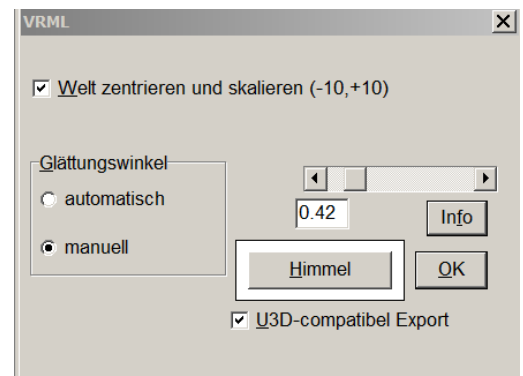 VRML
Welt zentrieren und skalieren (-10,+10)
Glättungswinkel
automatisch
0.42
Info
manuell
Himmel
OK
U3D-compatibel Export